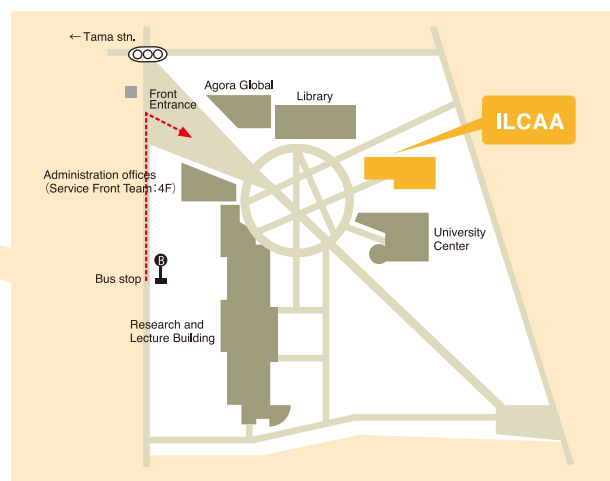 ← Tama stn.
Agora Global
Library
Front
Entrance
ILCAA
Administration offices
（Service Front Team：4F）
University
Center
B
Bus stop
Research and
Lecture Building